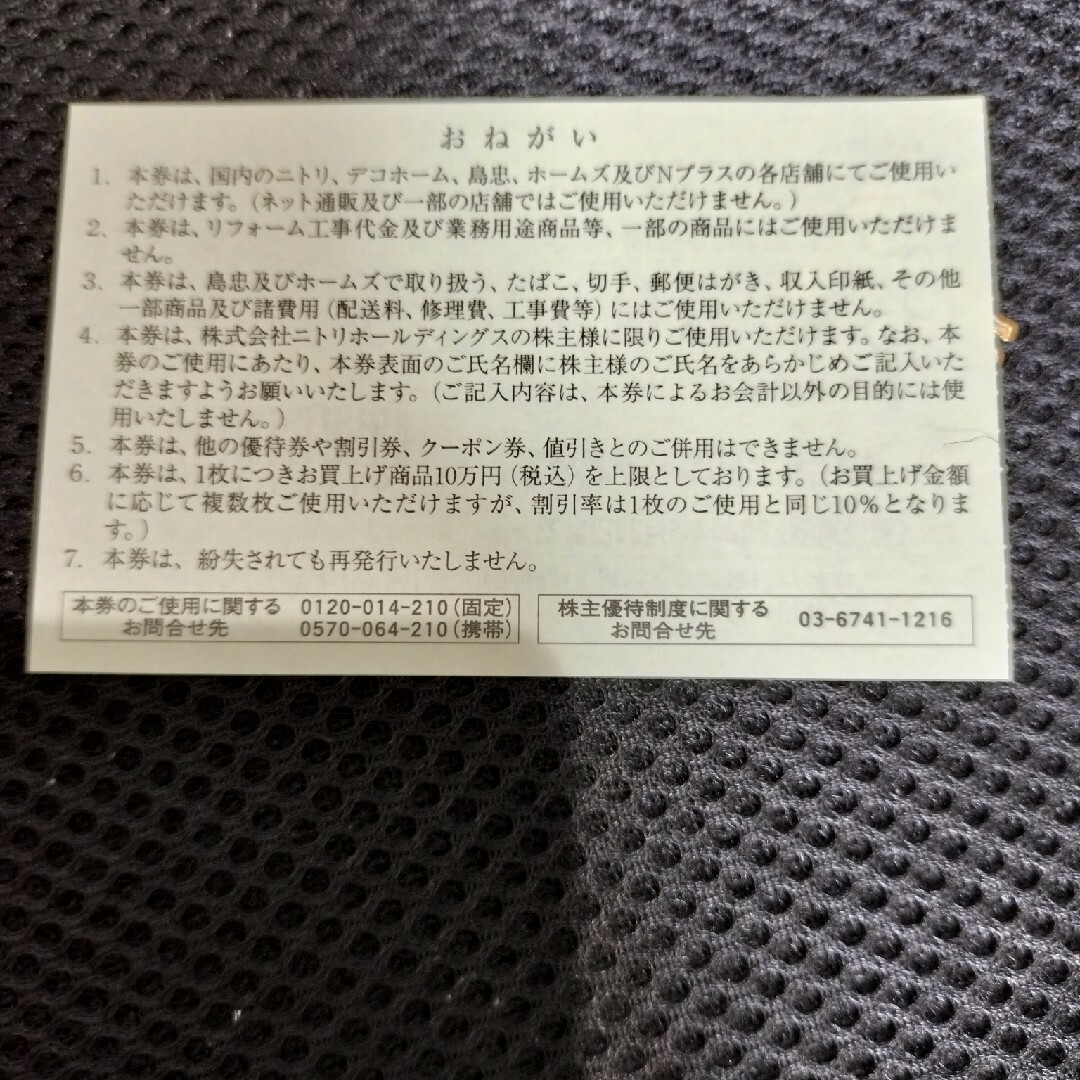 おねがい
1. 本券は、国内のニトリ、デコホーム、島忠、ホームズ及びNプラスの各店舗にてご使用い
ただけます。(ネット通販及び一部の店舗ではご使用いただけません。)
2. 本券は、リフォーム工事代金及び業務用途商品等、一部の商品にはご使用いただけま
せん。
3. 本券は、島忠及びホームズで取り扱う、たばこ、切手、郵便はがき、収入印紙、その他
一部商品及び諸費用(配送料、修理費、工事費等)にはご使用いただけません。
4. 本券は、株式会社ニトリホールディングスの株主様に限りご使用いただけます。なお、本
券のご使用にあたり、本券表面のご氏名欄に株主様のご氏名をあらかじめご記入いた
だきますようお願いいたします。(ご記入内容は、本券によるお会計以外の目的には使
用いたしません。)
5. 本券は、他の優待券や割引券、クーポン券、値引きとのご併用はできません。
6. 本券は、1枚につきお買上げ商品10万円(税込)を上限としております。(お買上げ金額
に応じて複数枚ご使用いただけますが、割引率は1枚のご使用と同じ10%となりま
す。)
7. 本券は、紛失されても再発行いたしません。
本券のご使用に関する 0120-014-210(固定)
お問合せ先 0570-064-210(携帯)
株主優待制度に関する
お問合せ先 03-6741-1216